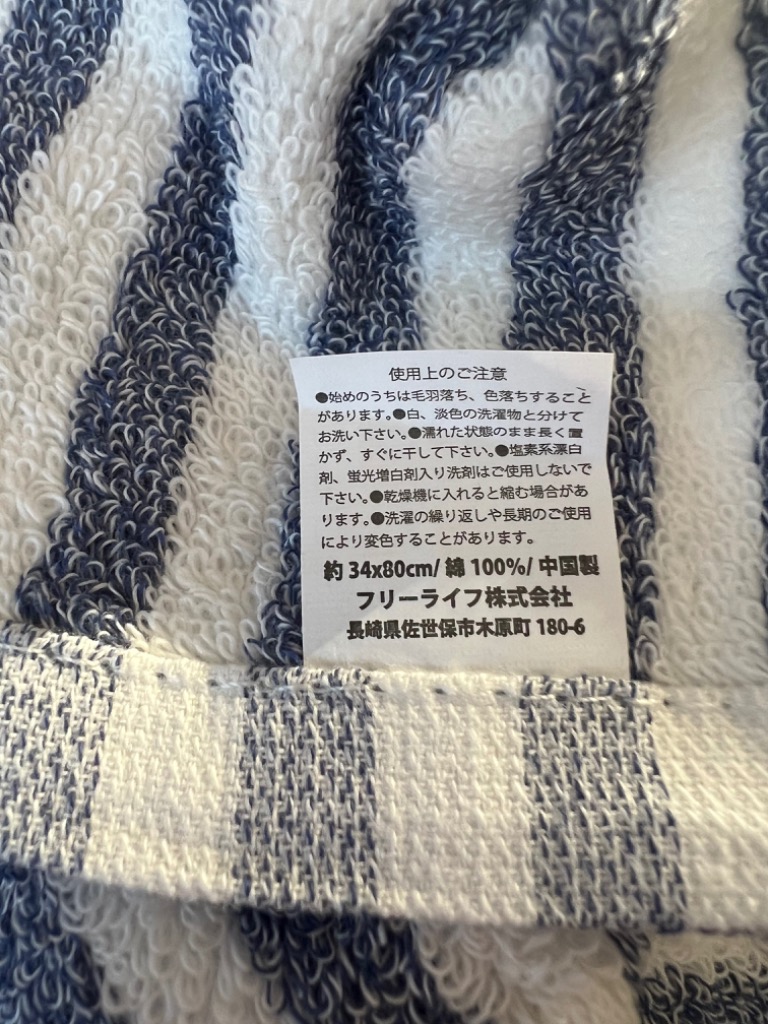 使用上のご注意
●始めのうちは毛羽落ち、色落ちすること
があります。●白、淡色の洗濯物と分けて
お洗い下さい。●濡れた状態のまま長く置
かず、すぐに干して下さい。●塩素系漂白
剤、蛍光増白剤入り洗剤はご使用しないで
下さい。●乾燥機に入れると縮む場合があ
ります。●洗濯の繰り返しや長期のご使用
により変色することがあります。
約 34x80cm/ 綿 100%/ 中国製
フリーライフ株式会社
長崎県佐世保市木原町 180-6